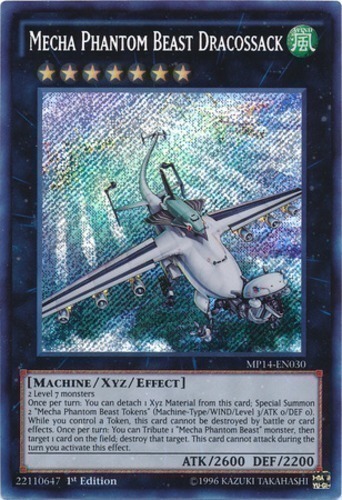 MECHA PHANTOM BEAST DRACOSSACK
WIND
風
MP14-EN030
[MACHINE/XYZ/EFFECT]
2 Level 7 monsters
Once per turn: You can detach 1 Xyz Material from this card; Special Summon
2 "Mecha Phantom Beast Tokens" (Machine-Type/WIND/Level 3/ATK 0/DEF 0).
While you control a Token, this card cannot be destroyed by battle or card
effects. Once per turn: You can Tribute 1 "Mecha Phantom Beast" monster, then
target 1 card on the field; destroy that target. This card cannot attack during the
turn you activate this effect.
ATK/2600 DEF/2200
22110647 1st Edition ©1996 KAZUKI TAKAHASHI